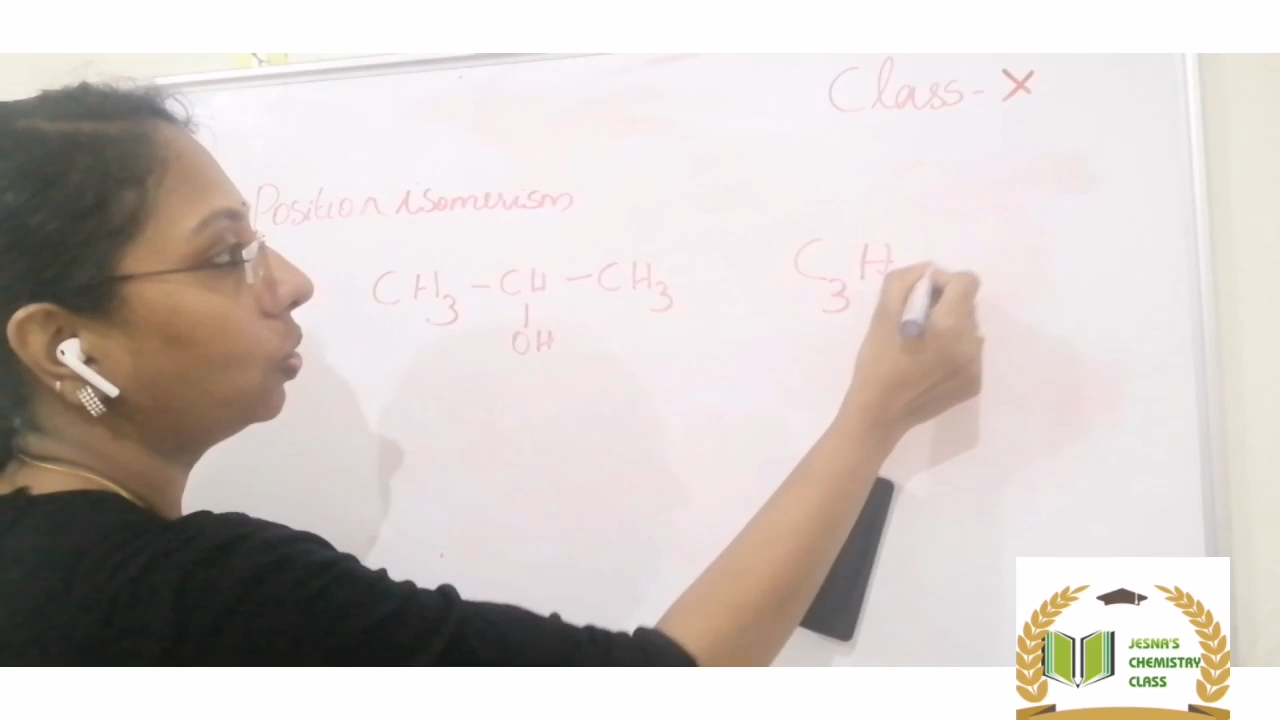 Class - X
Position isomerism
CH3 - CH - CH3
OH
C3H
JESNA'S
CHEMISTRY
CLASS